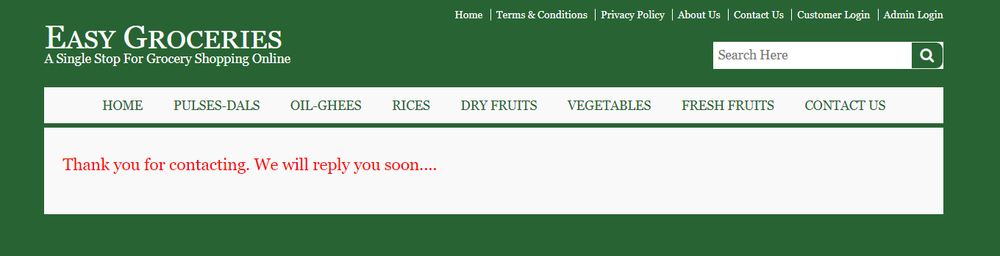 Home Terms & Conditions Privacy Policy About Us Contact Us Customer Login Admin Login
Easy Groceries
A Single Stop For Grocery Shopping Online
Search Here
HOME PULSES-DALS OIL-GHEES RICES DRY FRUITS VEGETABLES FRESH FRUITS CONTACT US
Thank you for contacting. We will reply you soon....